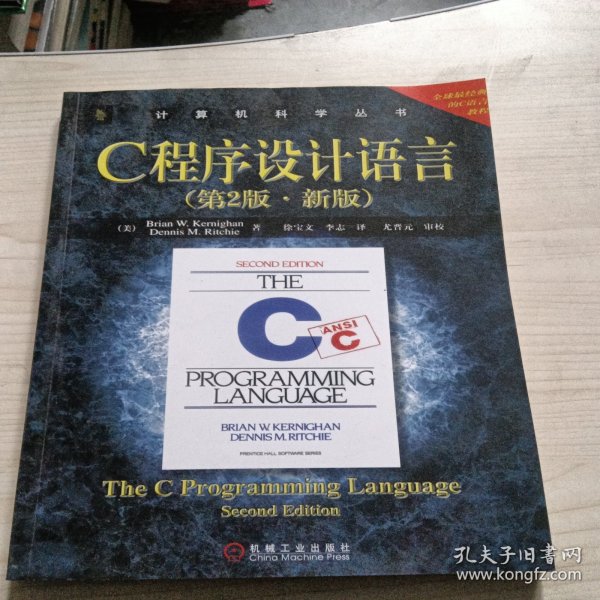 计算机科学丛书
全球最经典
的C语言
教程
C程序设计语言
(第2版·新版)
(美) Brian W. Kernighan
Dennis M. Ritchie 著 徐宝文 李志 译 尤晋元 审校
SECOND EDITION
THE
C
ANSI
C
PROGRAMMING
LANGUAGE
BRIAN W. KERNIGHAN
DENNIS M. RITCHIE
PRENTICE HALL SOFTWARE SERIES
The C Programming Language
Second Edition
机械工业出版社
China Machine Press
孔夫子旧书网
www.kongfz.com